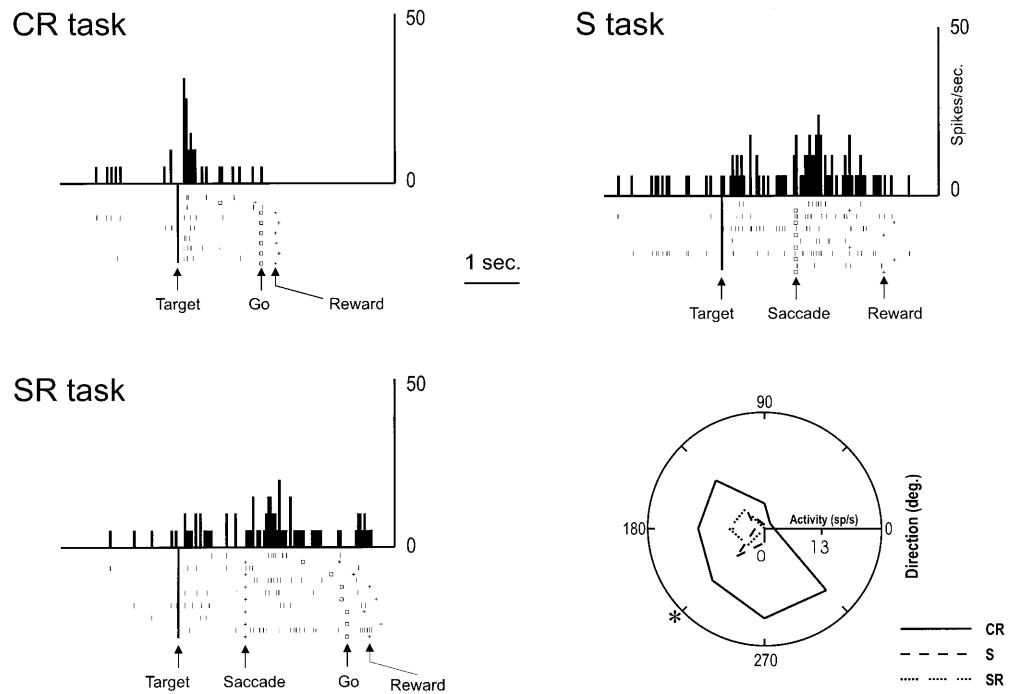 CR task
50
0
Target
Go
Reward
1 sec.
S task
50
Spikes/sec.
0
Target
Saccade
Reward
SR task
50
0
Target
Saccade
Go
Reward
90
180
Activity (sp/s)
0
0
13
Direction (deg.)
*
270
CR
S
SR